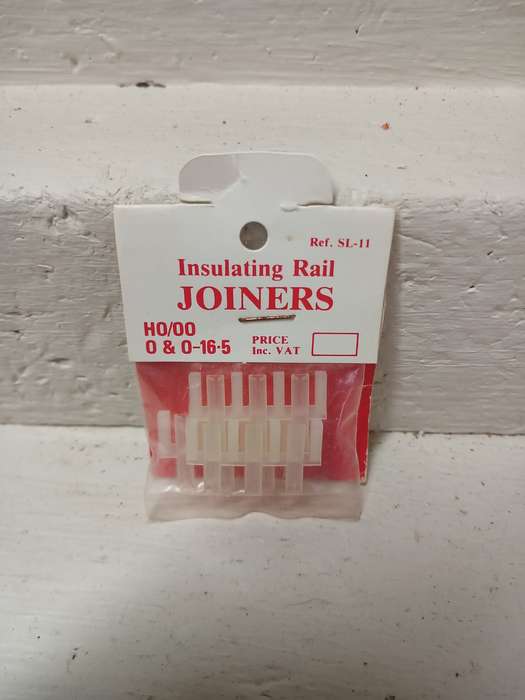 Ref. SL-11
Insulating Rail
JOINERS
HO/OO
O & O-16·5
PRICE
Inc. VAT